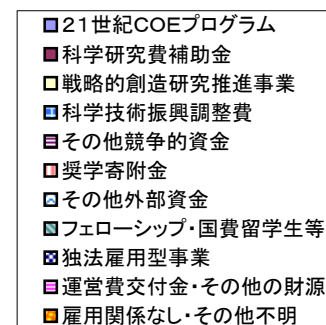 21世紀COEプログラム
科学研究費補助金
戦略的創造研究推進事業
科学技術振興調整費
その他競争的資金
奨学寄附金
その他外部資金
フェローシップ・国費留学生等
独法雇用型事業
運営費交付金・その他の財源
雇用関係なし・その他不明